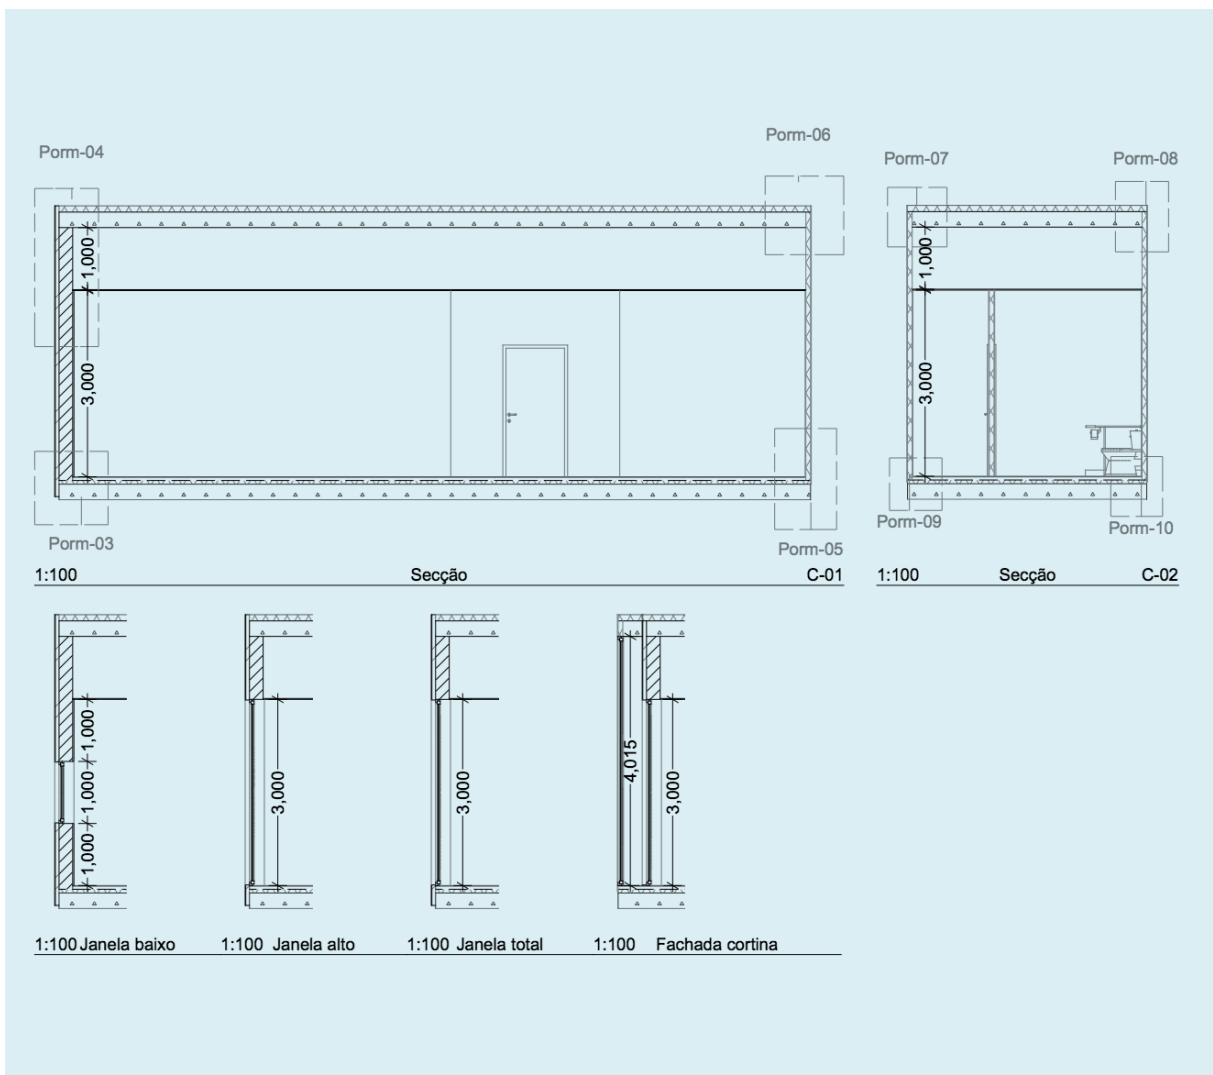 Porm-04
Porm-06
Porm-07
Porm-08
1,000
3,000
1,000
3,000
Porm-03
Porm-05
Porm-09
Porm-10
1:100 Secção C-01
1:100 Secção C-02
1,000
1,000
1,000
3,000
3,000
4,015
3,000
1:100 Janela baixo
1:100 Janela alto
1:100 Janela total
1:100 Fachada cortina